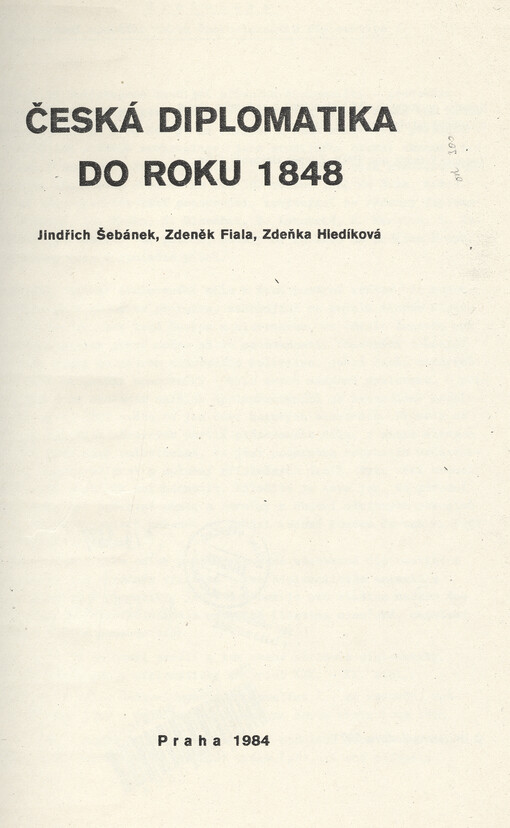 ČESKÁ DIPLOMATIKA
DO ROKU 1848
Jindřich Šebánek, Zdeněk Fiala, Zdeňka Hledíková
Praha 1984